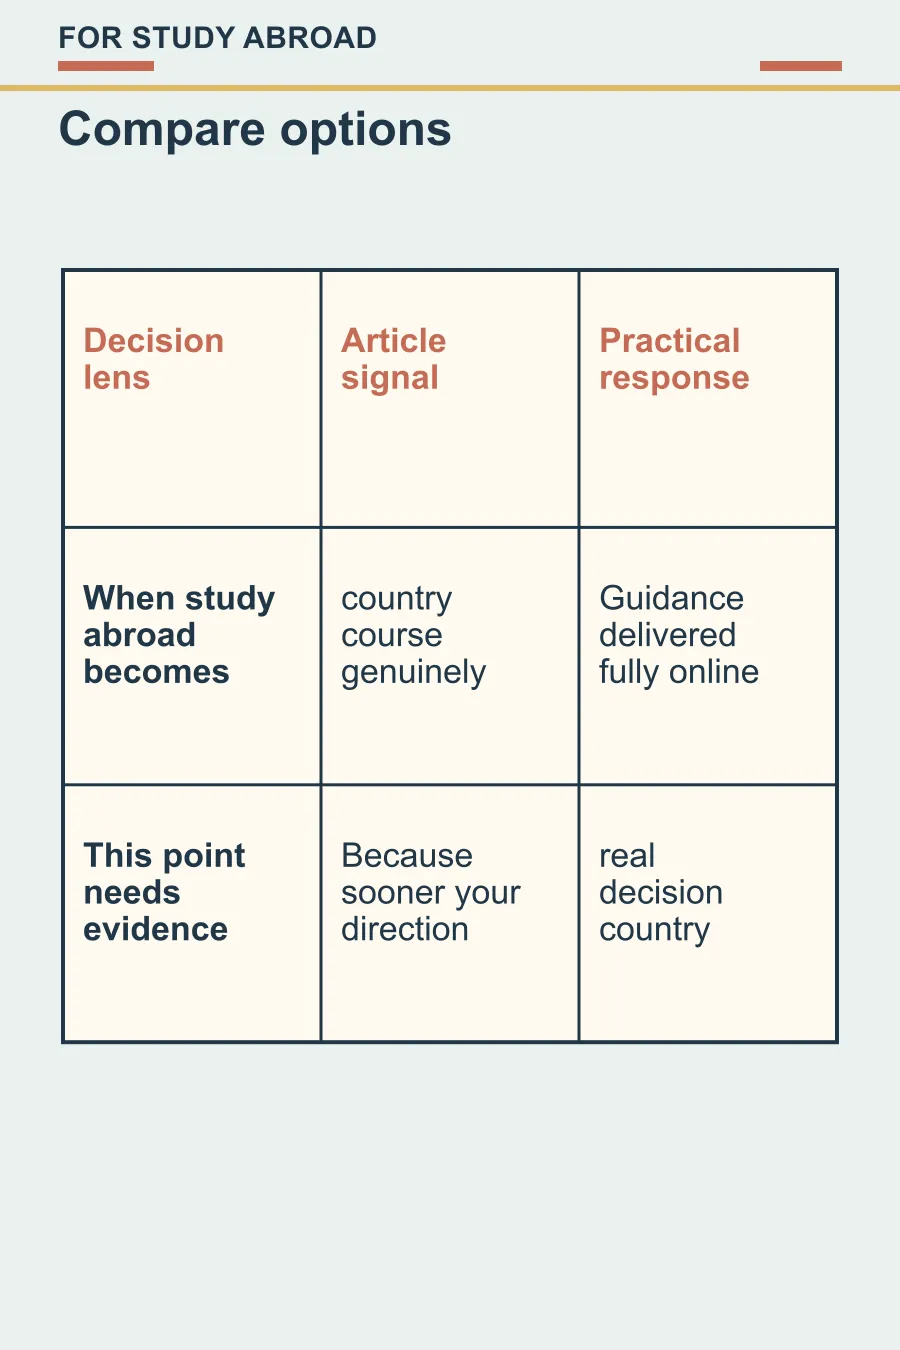 FOR STUDY ABROAD
Compare options
Decision
lens
Article
signal
Practical
response
When study
abroad
becomes
country
course
genuinely
Guidance
delivered
fully online
This point
needs
evidence
Because
sooner your
direction
real
decision
country